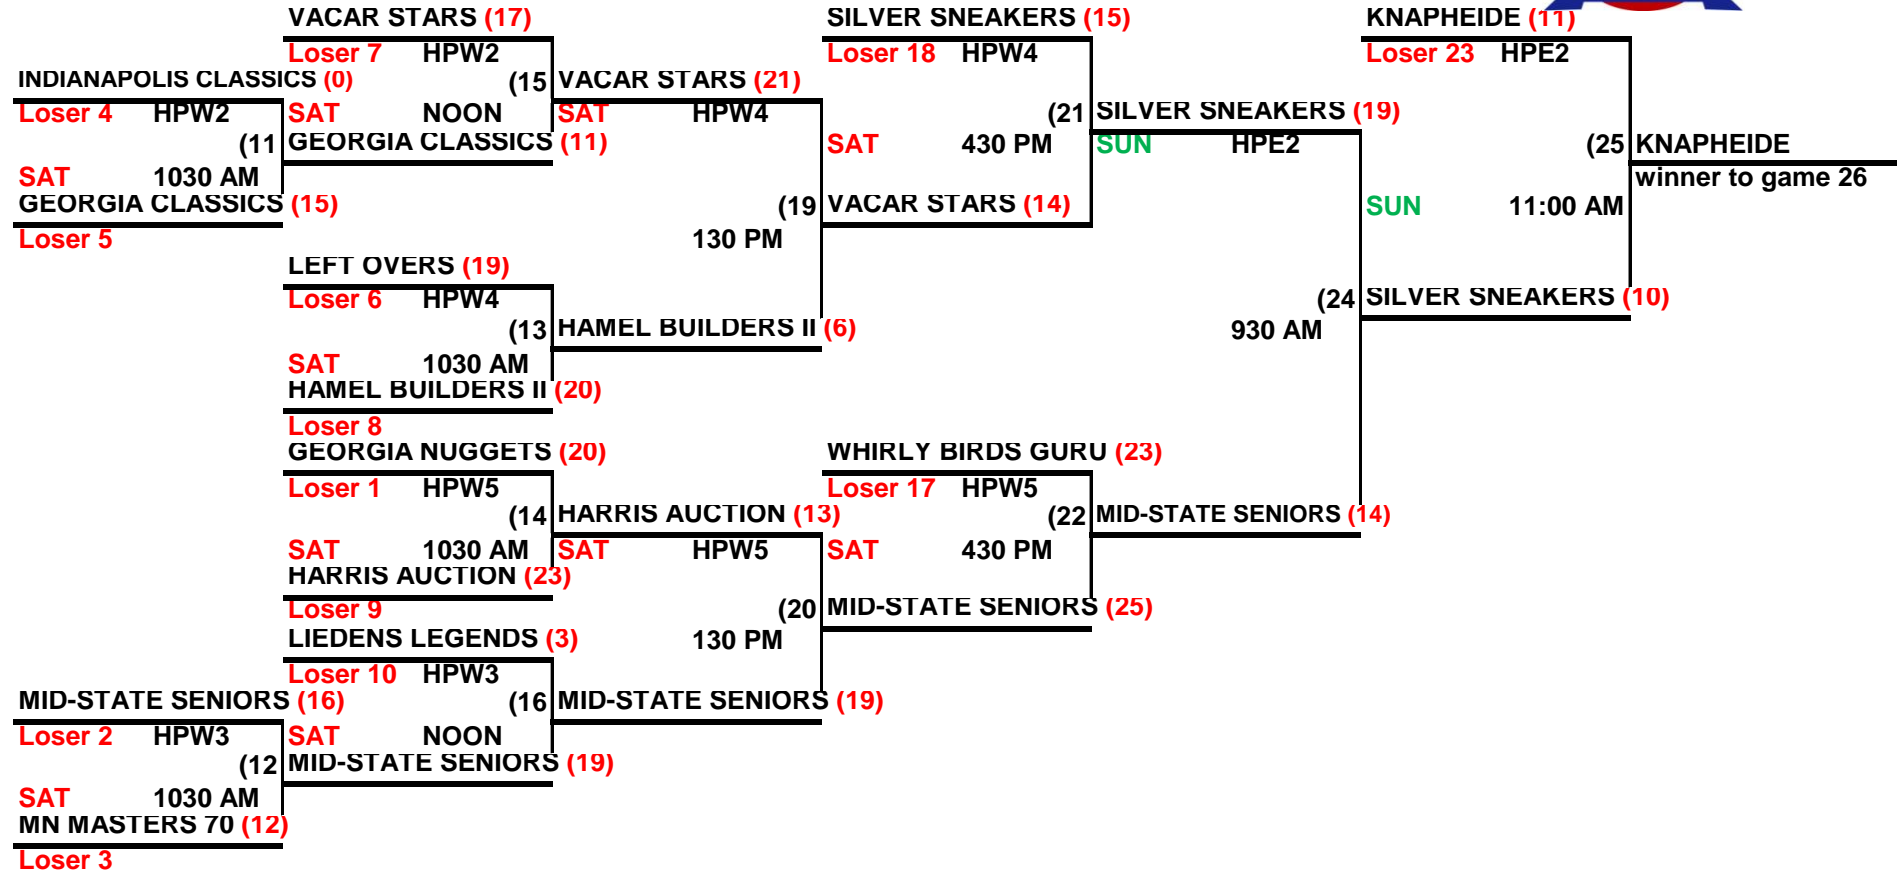 VACAR STARS (17)
SILVER SNEAKERS (15)
KNAPHEIDE (11)
Loser 7 HPW2
Loser 18 HPW4
Loser 23 HPE2
INDIANAPOLIS CLASSICS (0)
(15 VACAR STARS (21)
Loser 4 HPW2
SAT NOON
SAT HPW4
(21 SILVER SNEAKERS (19)
(11 GEORGIA CLASSICS (11)
SAT 430 PM
SUN HPE2
(25 KNAPHEIDE
SAT 1030 AM
winner to game 26
GEORGIA CLASSICS (15)
(19 VACAR STARS (14)
SUN 11:00 AM
Loser 5
130 PM
LEFT OVERS (19)
Loser 6 HPW4
(24 SILVER SNEAKERS (10)
(13 HAMEL BUILDERS II (6)
930 AM
SAT 1030 AM
HAMEL BUILDERS II (20)
Loser 8
GEORGIA NUGGETS (20)
WHIRLY BIRDS GURU (23)
Loser 1 HPW5
Loser 17 HPW5
(14 HARRIS AUCTION (13)
(22 MID-STATE SENIORS (14)
SAT 1030 AM
SAT HPW5
SAT 430 PM
HARRIS AUCTION (23)
Loser 9
(20 MID-STATE SENIORS (25)
LIEDENS LEGENDS (3)
130 PM
Loser 10 HPW3
MID-STATE SENIORS (16)
(16 MID-STATE SENIORS (19)
Loser 2 HPW3
SAT NOON
(12 MID-STATE SENIORS (19)
SAT 1030 AM
MN MASTERS 70 (12)
Loser 3